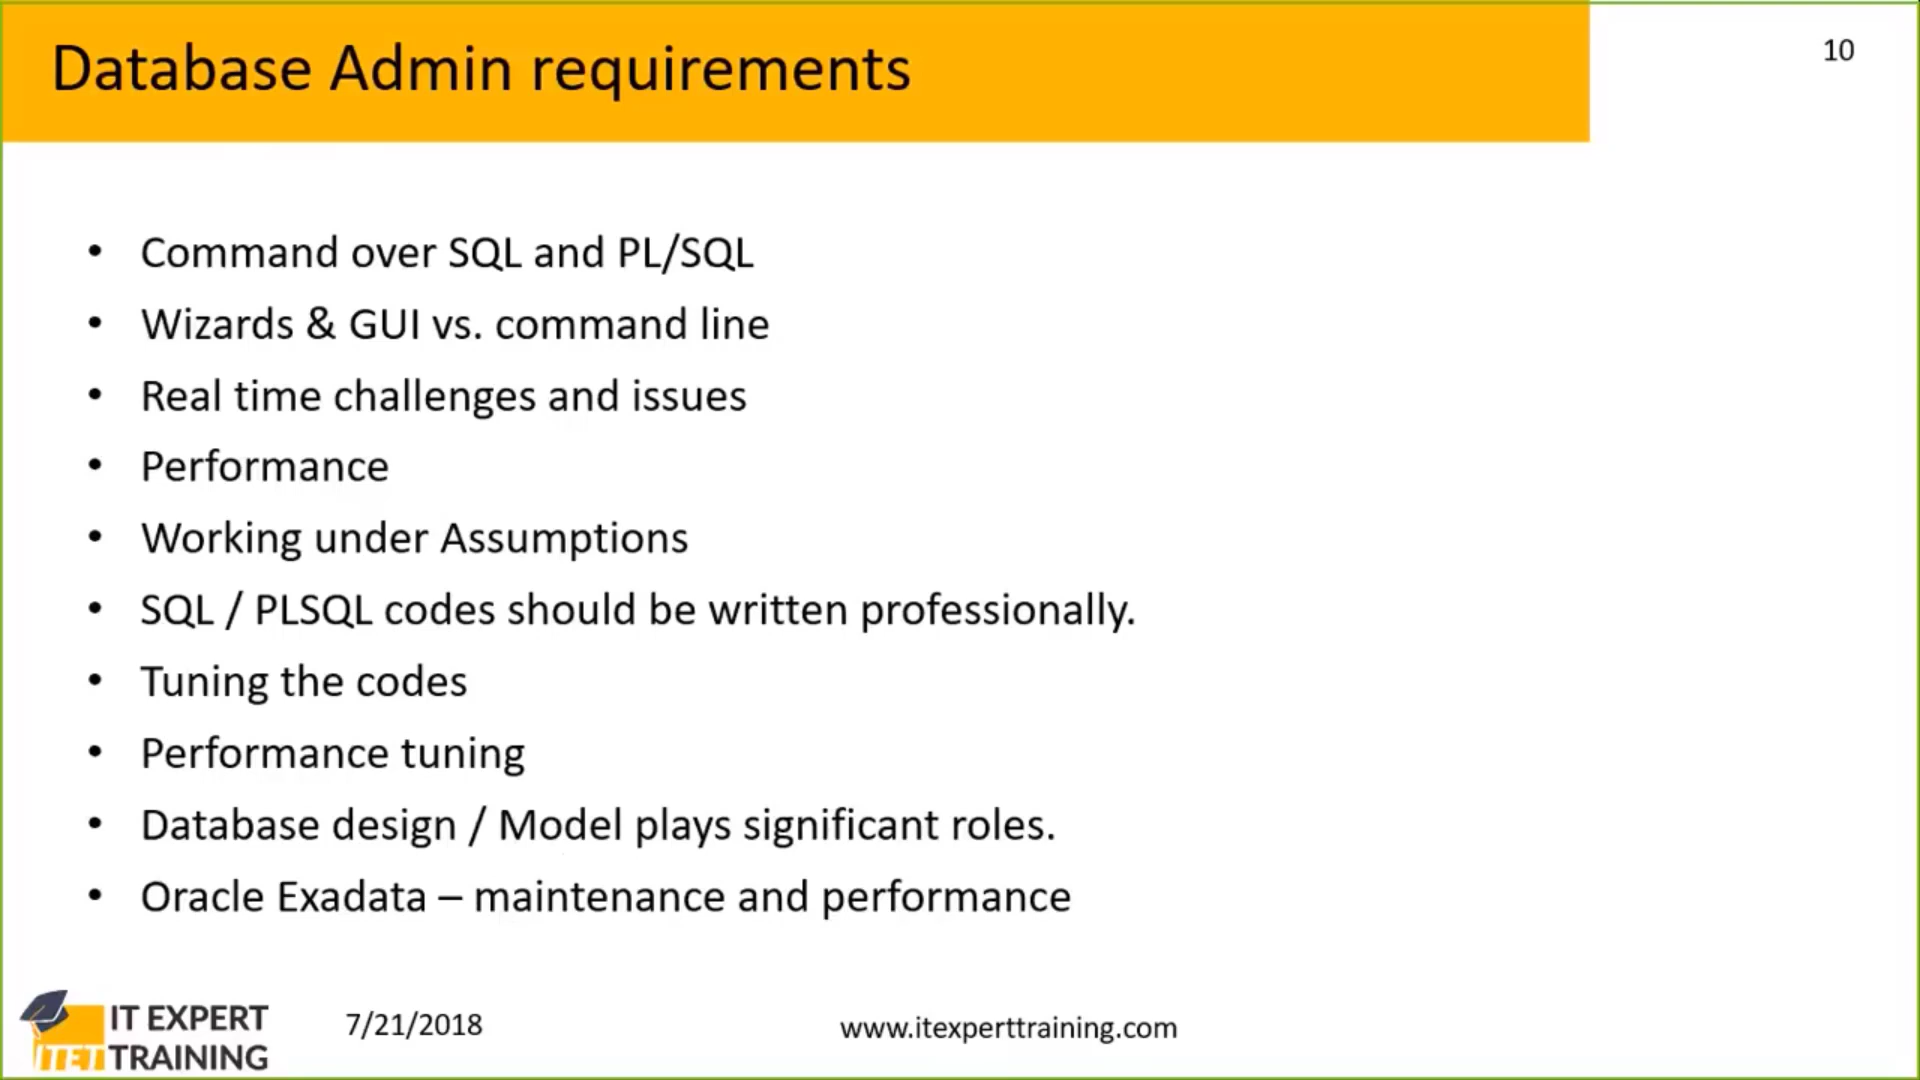 Database Admin requirements
10
• Command over SQL and PL/SQL
• Wizards & GUI vs. command line
• Real time challenges and issues
• Performance
• Working under Assumptions
• SQL / PLSQL codes should be written professionally.
• Tuning the codes
• Performance tuning
• Database design / Model plays significant roles.
• Oracle Exadata – maintenance and performance
IT EXPERT
ITET TRAINING
7/21/2018
www.itexperttraining.com